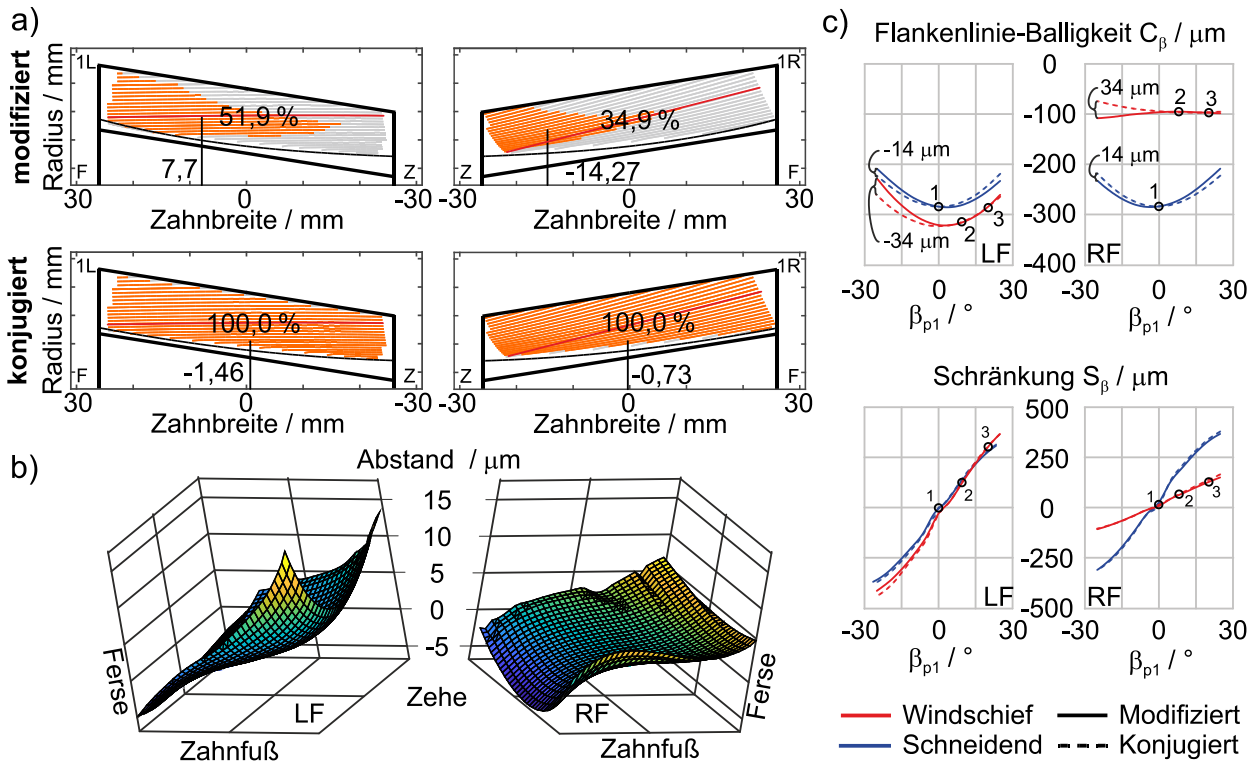 a)
modifiziert
Radius / mm
1L
51,9 %
7,7
F
Z
-30
0
30
Zahnbreite / mm
1R
34,9 %
-14,27
Z
F
-30
0
30
Zahnbreite / mm
konjugiert
Radius / mm
1L
100,0 %
-1,46
F
Z
-30
0
30
Zahnbreite / mm
1R
100,0 %
-0,73
Z
F
-30
0
30
Zahnbreite / mm
b)
Abstand / μm
15
10
5
0
-5
Ferse
LF
Zahnfuß
Zehe
RF
Zahnfuß
Ferse
c)
Flankenlinie-Balligkeit Cβ / μm
-14 μm
-34 μm
1
2
3
LF
-30
0
30
βp1 / °
0
-100
-200
-300
-400
34 μm
2
3
14 μm
1
RF
-30
0
30
βp1 / °
Schränkung Sβ / μm
1
2
3
LF
-30
0
30
βp1 / °
500
250
0
-250
-500
1
2
3
RF
-30
0
30
βp1 / °
Windschief
Modifiziert
Schneidend
Konjugiert